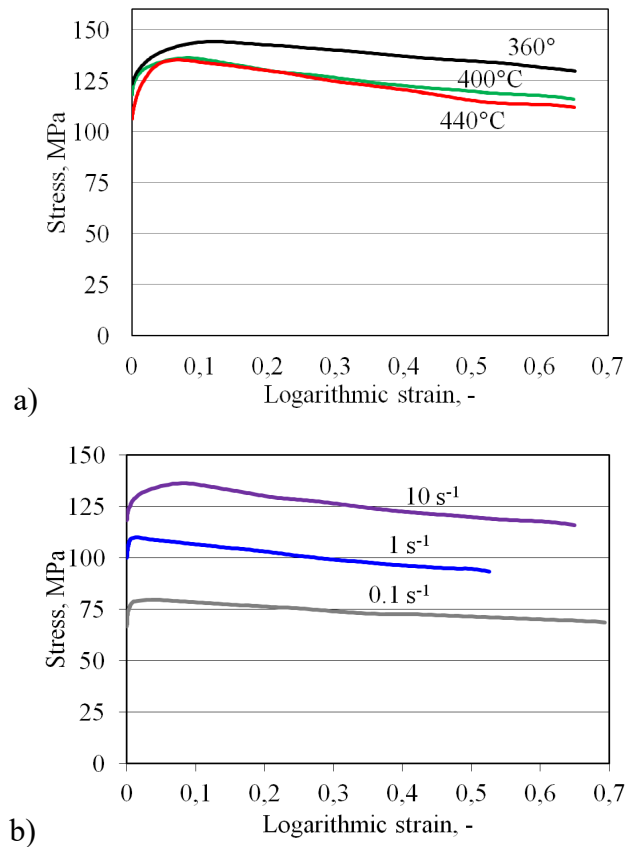 150
125
100
75
50
25
0
Stress, MPa
360°
400°C
440°C
0 0,1 0,2 0,3 0,4 0,5 0,6 0,7
Logarithmic strain, -
a)
150
125
100
75
50
25
0
Stress, MPa
10 s⁻¹
1 s⁻¹
0.1 s⁻¹
0 0,1 0,2 0,3 0,4 0,5 0,6 0,7
Logarithmic strain, -
b)